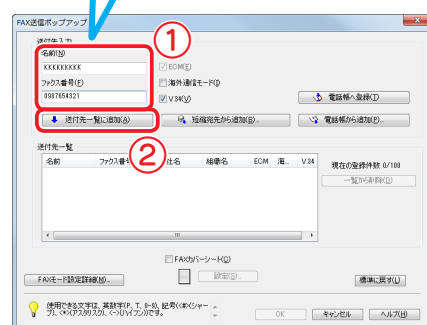 FAX送信ポップアップ
送付先入力
名前(N)
KKKKKKKKK
ファクス番号(F)
0987654321
ECM(E)
海外通信モード(I)
V.34(V)
電話帳へ登録(T)
送付先一覧に追加(A)
短縮宛先から追加(B)..
電話帳から追加(P)..
①
②
送付先一覧
名前 ファクス番号 社名 組織名 ECM 海... V.34
現在の登録件数 0/100
一覧から削除(D)
FAXカバーシート(C)
設定(S)..
FAXモード設定詳細(M)..
標準に戻す(L)
使用できる文字は、英数字(P, T, 0-9)、記号(<#>(シャー
プ)、<*>(アスタリスク)、<->(ハイフン))です。
OK
キャンセル
ヘルプ(H)